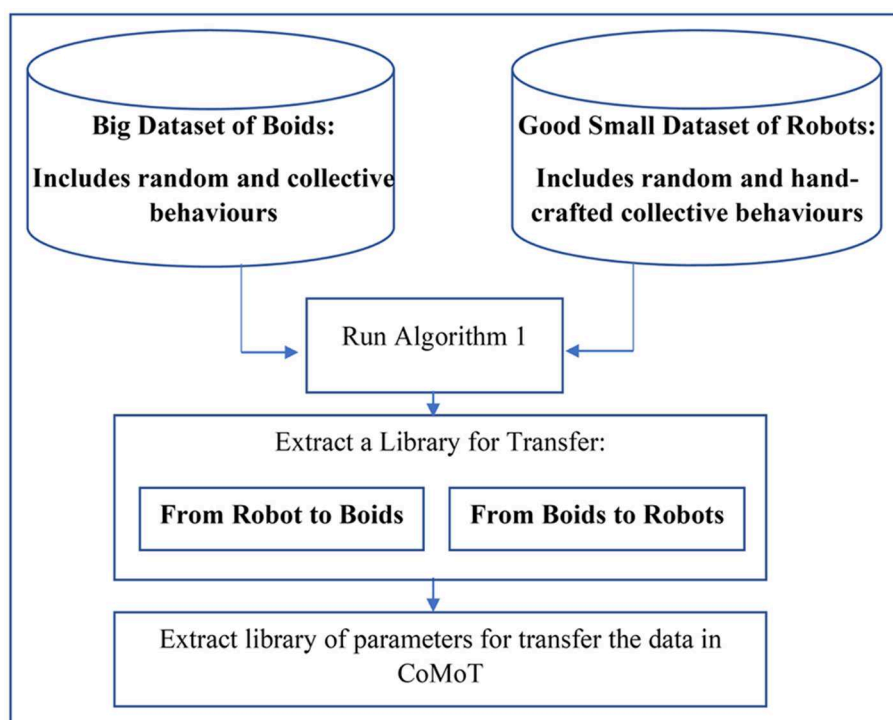 Big Dataset of Boids:
Includes random and collective
behaviours
Good Small Dataset of Robots:
Includes random and hand-
crafted collective behaviours
Run Algorithm 1
Extract a Library for Transfer:
From Robot to Boids
From Boids to Robots
Extract library of parameters for transfer the data in
CoMoT